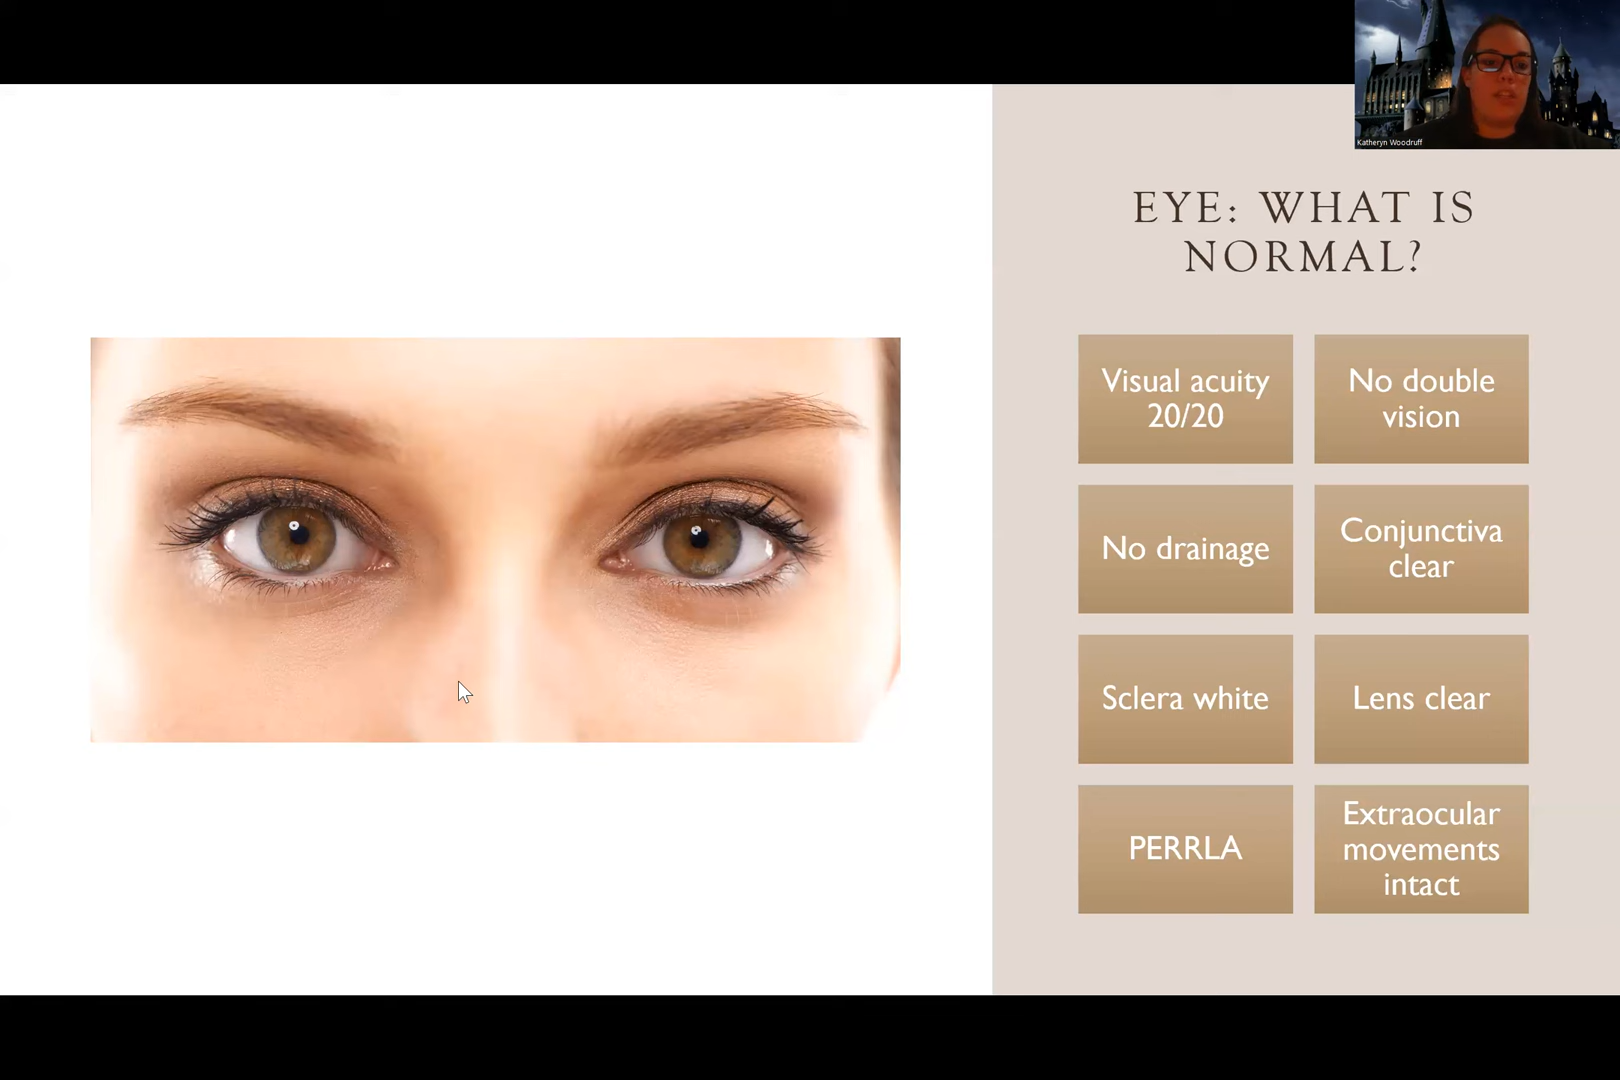 Katheryn Woodruff
EYE: WHAT IS
NORMAL?
Visual acuity
20/20
No double
vision
No drainage
Conjunctiva
clear
Sclera white
Lens clear
PERRLA
Extraocular
movements
intact